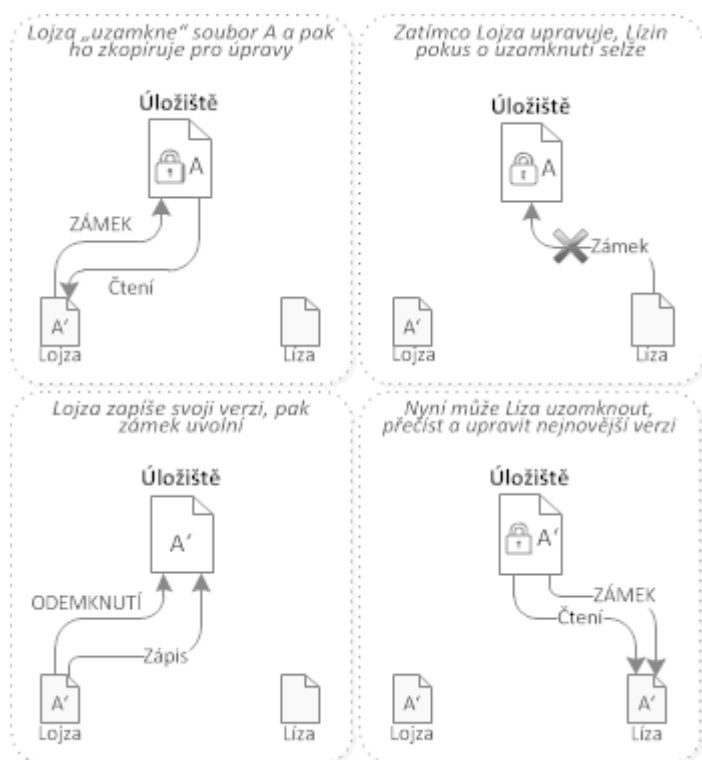 Lojza „uzamkne“ soubor A a pak
ho zkopíruje pro úpravy
Úložiště
A
ZÁMEK
Čtení
A′
Lojza
Líza
Zatímco Lojza upravuje, Lízin
pokus o uzamknutí selže
Úložiště
A
Zámek
A′
Lojza
Líza
Lojza zapíše svoji verzi, pak
zámek uvolní
Úložiště
A′
ODEMKNUTÍ
Zápis
A′
Lojza
Líza
Nyní může Líza uzamknout,
přečíst a upravit nejnovější verzi
Úložiště
A′
ZÁMEK
Čtení
A′
Lojza
A′
Líza